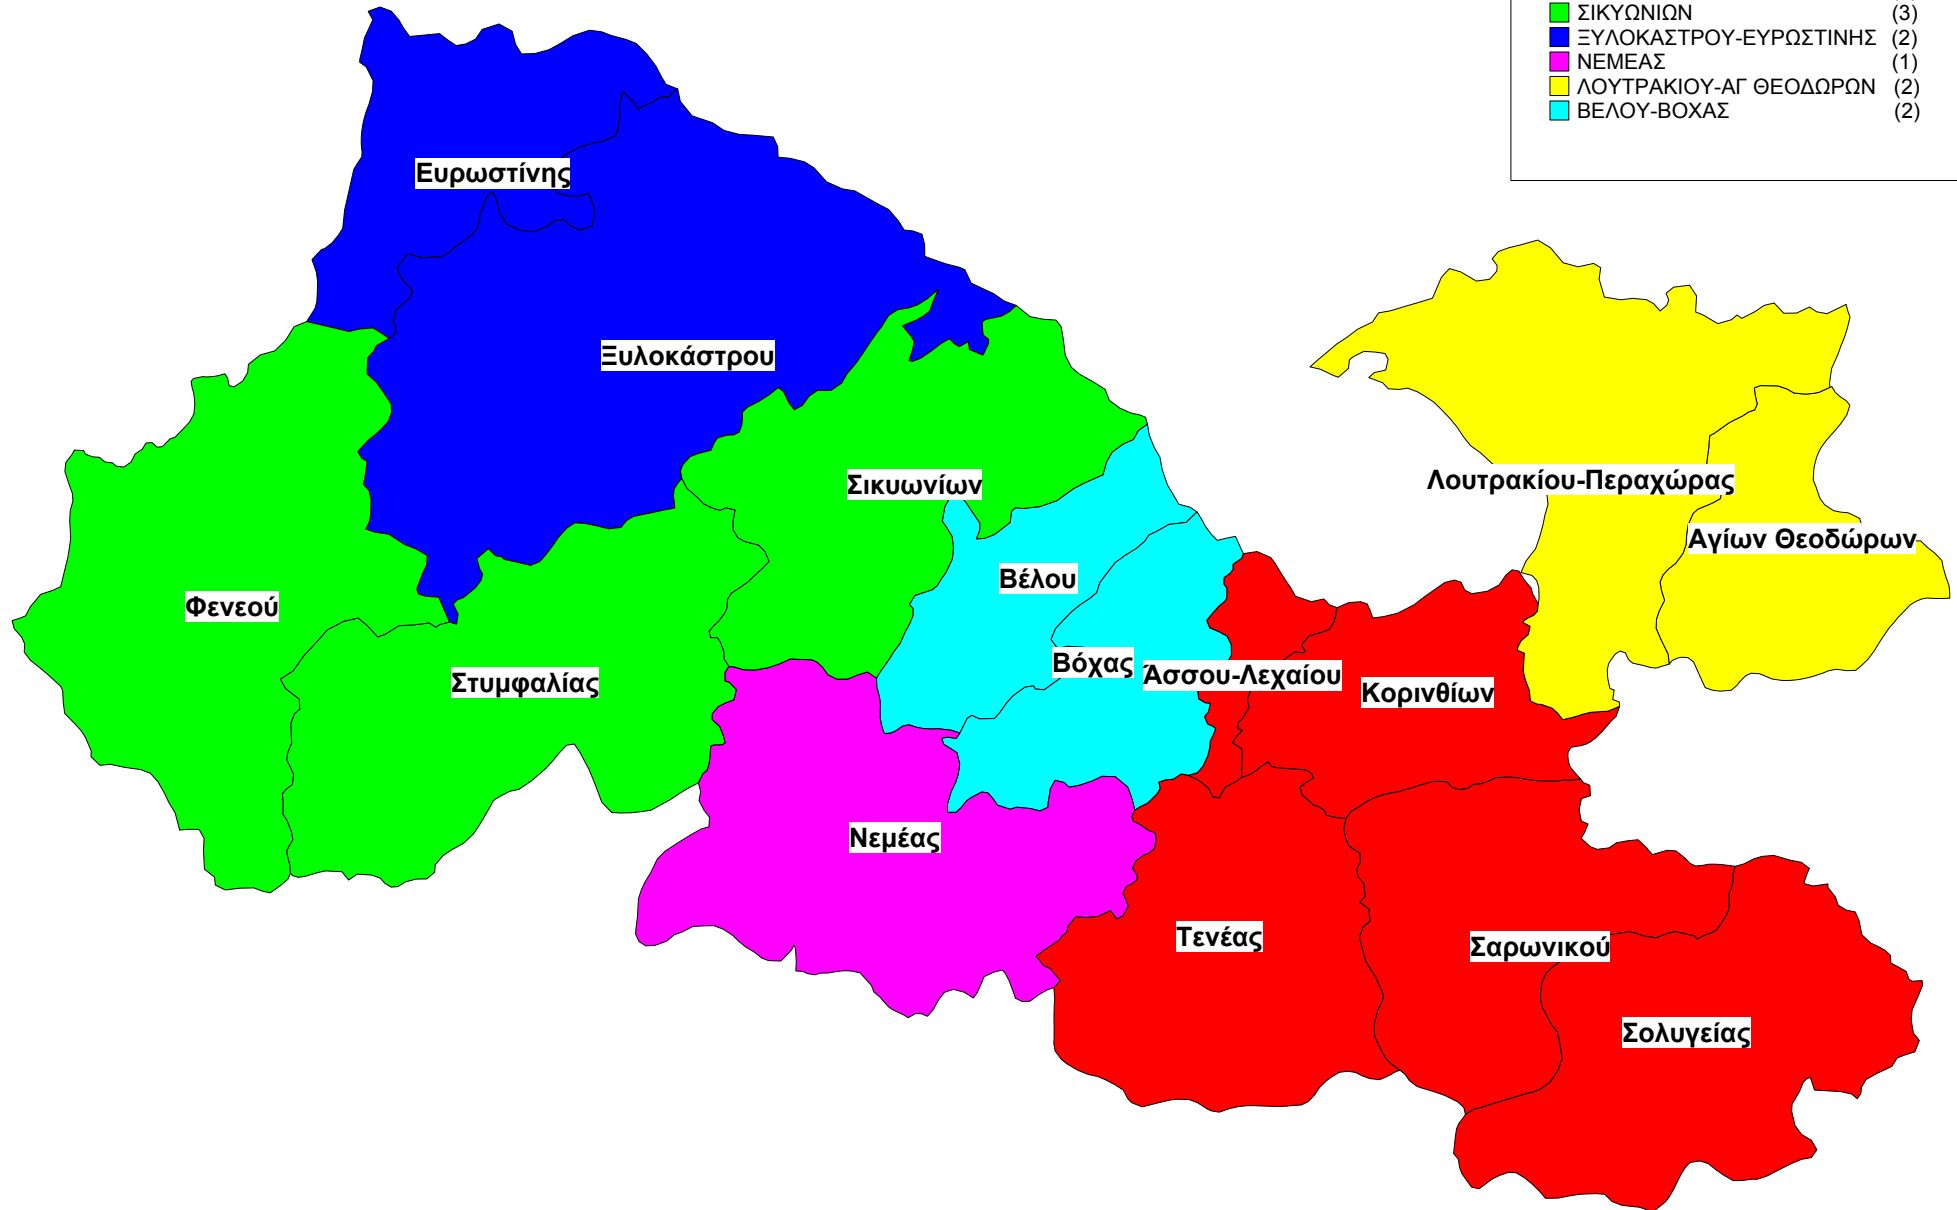 ΣΙΚΥΩΝΙΩΝ (3)
ΞΥΛΟΚΑΣΤΡΟΥ-ΕΥΡΩΣΤΙΝΗΣ (2)
ΝΕΜΕΑΣ (1)
ΛΟΥΤΡΑΚΙΟΥ-ΑΓ ΘΕΟΔΩΡΩΝ (2)
ΒΕΛΟΥ-ΒΟΧΑΣ (2)
Ευρωστίνης
Ξυλοκάστρου
Σικυωνίων
Λουτρακίου-Περαχώρας
Αγίων Θεοδώρων
Βέλου
Φενεού
Βόχας
Άσσου-Λεχαίου
Στυμφαλίας
Κορινθίων
Νεμέας
Τενέας
Σαρωνικού
Σολυγείας